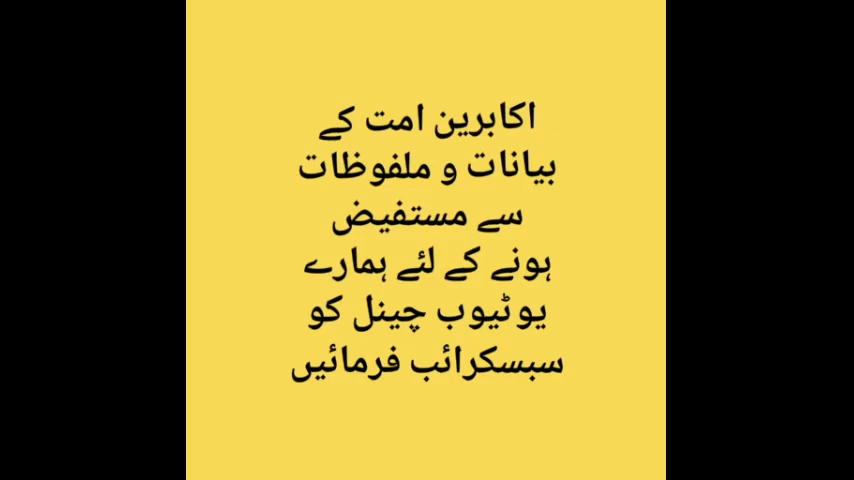 اکابرین امت کے
بیانات و ملفوظات
سے مستفیض
ہونے کے لئے ہمارے
یوٹیوب چینل کو
سبسکرائب فرمائیں